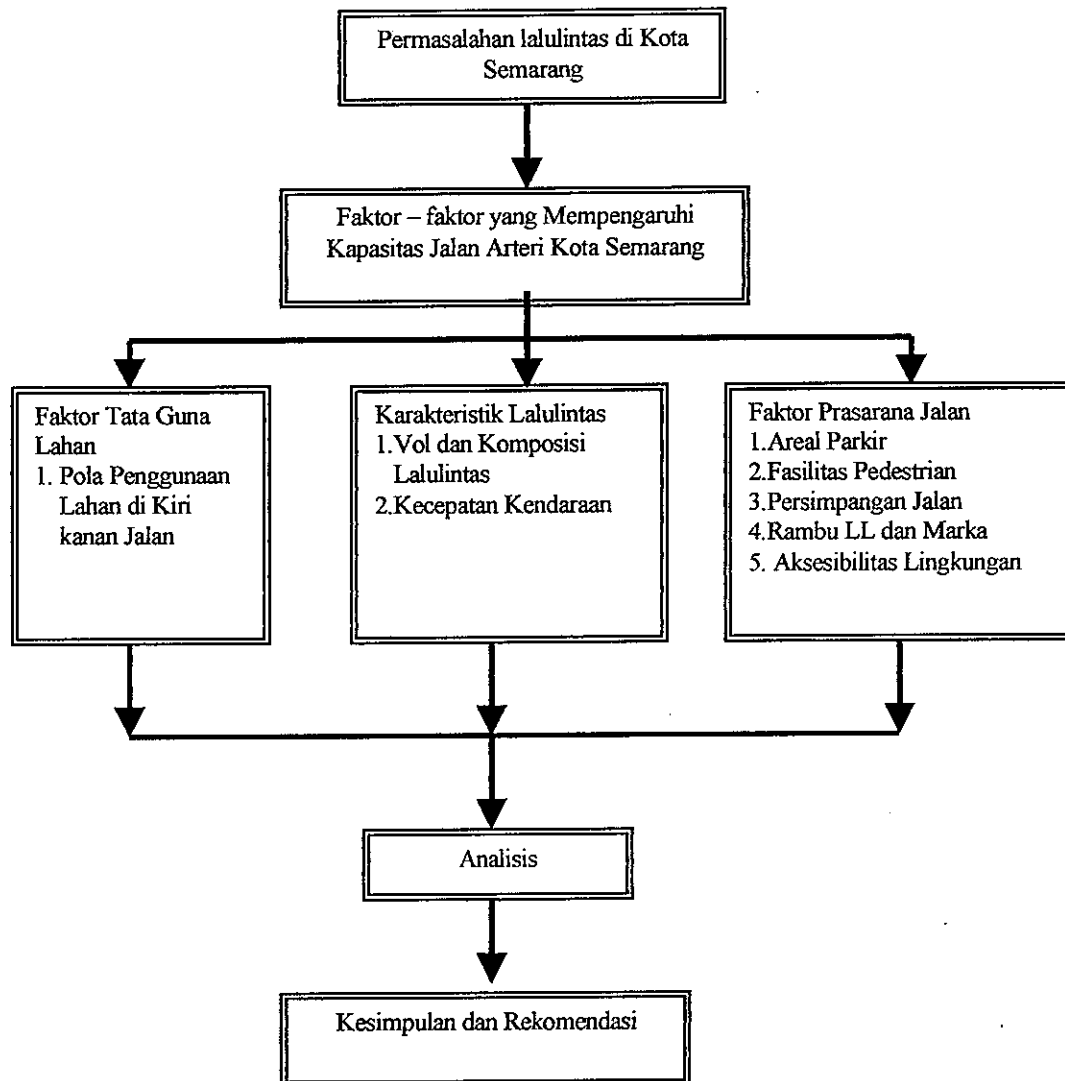 Permasalahan lalulintas di Kota
Semarang
Faktor – faktor yang Mempengaruhi
Kapasitas Jalan Arteri Kota Semarang
Faktor Tata Guna
Lahan
1. Pola Penggunaan
Lahan di Kiri
kanan Jalan
Karakteristik Lalulintas
1.Vol dan Komposisi
Lalulintas
2.Kecepatan Kendaraan
Faktor Prasarana Jalan
1.Areal Parkir
2.Fasilitas Pedestrian
3.Persimpangan Jalan
4.Rambu LL dan Marka
5. Aksesibilitas Lingkungan
Analisis
Kesimpulan dan Rekomendasi